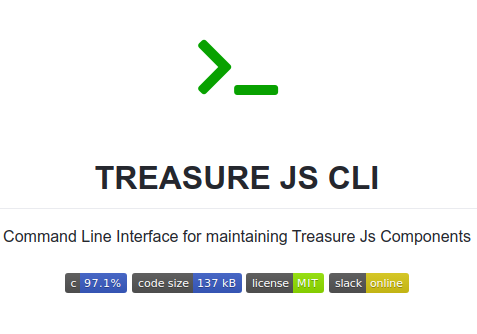 TREASURE JS CLI
Command Line Interface for maintaining Treasure Js Components
c 97.1% code size 137 kB license MIT slack online